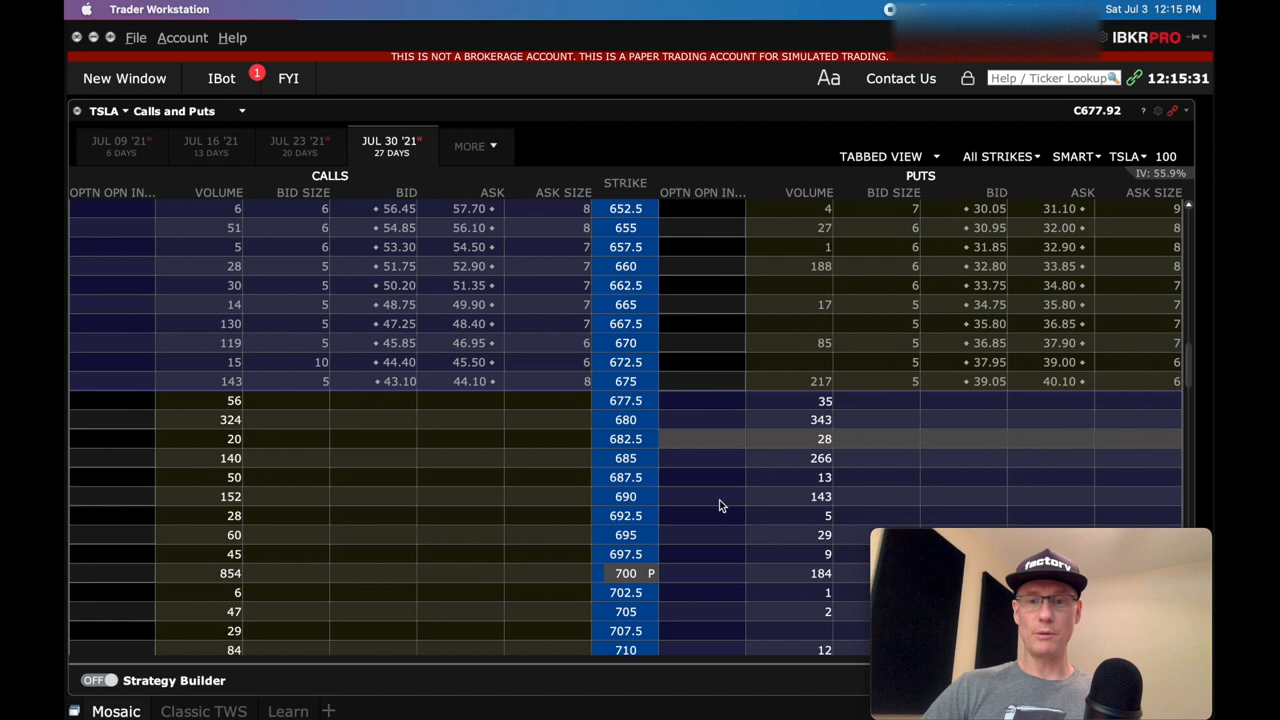 Trader Workstation Sat Jul 3 12:15 PM
File Account Help IBKRPRO
THIS IS NOT A BROKERAGE ACCOUNT. THIS IS A PAPER TRADING ACCOUNT FOR SIMULATED TRADING.
New Window IBot 1 FYI Aa Contact Us Help / Ticker Lookup 12:15:31
TSLA Calls and Puts C677.92 ?
JUL 09 '21W JUL 16 '21 JUL 23 '21W JUL 30 '21W MORE
6 DAYS 13 DAYS 20 DAYS 27 DAYS
TABBED VIEW All STRIKES SMART TSLA 100
IV: 55.9%
CALLS STRIKE PUTS
OPTN OPN IN... VOLUME BID SIZE BID ASK ASK SIZE OPTN OPN IN... VOLUME BID SIZE BID ASK ASK SIZE
6 6 56.45 57.70 8 652.5 4 7 30.05 31.10 9
51 6 54.85 56.10 8 655 27 6 30.95 32.00 8
5 6 53.30 54.50 7 657.5 1 6 31.85 32.90 8
28 5 51.75 52.90 7 660 188 6 32.80 33.85 8
30 5 50.20 51.35 7 662.5 6 33.75 34.80 7
14 5 48.75 49.90 7 665 17 5 34.75 35.80 7
130 5 47.25 48.40 7 667.5 5 35.80 36.85 7
119 5 45.85 46.95 6 670 85 5 36.85 37.90 7
15 10 44.40 45.50 6 672.5 5 37.95 39.00 6
143 5 43.10 44.10 8 675 217 5 39.05 40.10 6
56 677.5 35
324 680 343
20 682.5 28
140 685 266
50 687.5 13
152 690 143
28 692.5 5
60 695 29
45 697.5 9
854 700 P 184
6 702.5 1
47 705 2
29 707.5
84 710 12
factory
OFF Strategy Builder
Mosaic Classic TWS Learn +